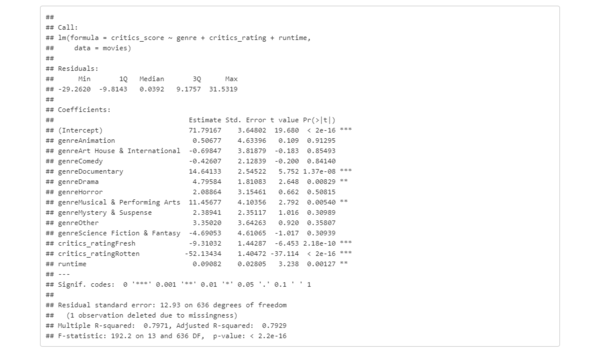 ##
## Call:
## lm(formula = critics_score ~ genre + critics_rating + runtime,
##     data = movies)
##
## Residuals:
##      Min       1Q   Median       3Q      Max
## -29.2620  -9.8143   0.0392   9.1757  31.5319
##
## Coefficients:
##                                 Estimate Std. Error t value Pr(>|t|)
## (Intercept)                     71.79167    3.64802  19.680  < 2e-16 ***
## genreAnimation                   0.50677    4.63396   0.109  0.91295
## genreArt House & International  -0.69847    3.81879  -0.183  0.85493
## genreComedy                     -0.42607    2.12839  -0.200  0.84140
## genreDocumentary                14.64133    2.54522   5.752 1.37e-08 ***
## genreDrama                       4.79584    1.81083   2.648  0.00829 **
## genreHorror                      2.08864    3.15461   0.662  0.50815
## genreMusical & Performing Arts  11.45677    4.10356   2.792  0.00540 **
## genreMystery & Suspense          2.38941    2.35117   1.016  0.30989
## genreOther                       3.35020    3.64263   0.920  0.35807
## genreScience Fiction & Fantasy  -4.69053    4.61065  -1.017  0.30939
## critics_ratingFresh             -9.31032    1.44287  -6.453 2.18e-10 ***
## critics_ratingRotten           -52.13434    1.40472 -37.114  < 2e-16 ***
## runtime                          0.09082    0.02805   3.238  0.00127 **
## ---
## Signif. codes:  0 '***' 0.001 '**' 0.01 '*' 0.05 '.' 0.1 ' ' 1
##
## Residual standard error: 12.93 on 636 degrees of freedom
##   (1 observation deleted due to missingness)
## Multiple R-squared:  0.7971, Adjusted R-squared:  0.7929
## F-statistic: 192.2 on 13 and 636 DF,  p-value: < 2.2e-16